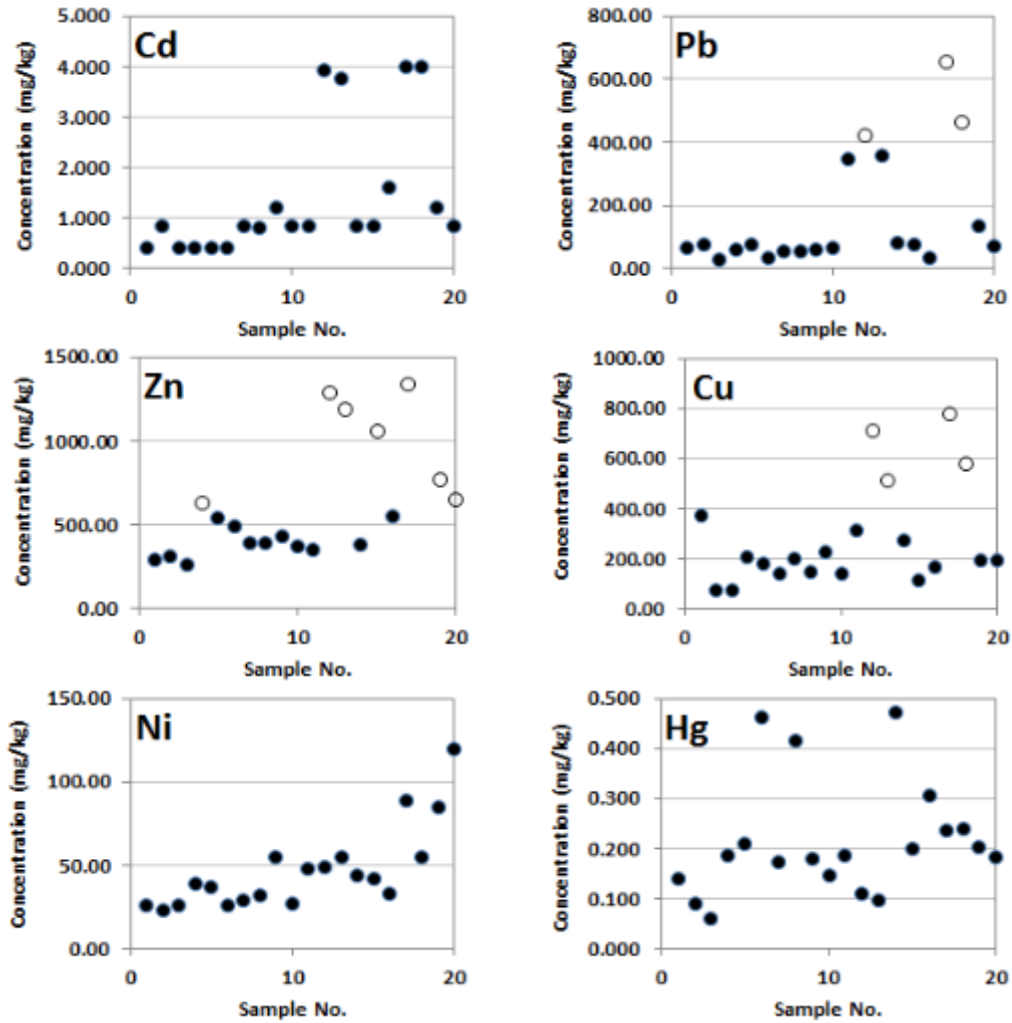 Cd
Concentration (mg/kg)
5.000
4.000
3.000
2.000
1.000
0.000
0 10 20
Sample No.
Pb
Concentration (mg/kg)
800.00
600.00
400.00
200.00
0.00
0 10 20
Sample No.
Zn
Concentration (mg/kg)
1500.00
1000.00
500.00
0.00
0 10 20
Sample No.
Cu
Concentration (mg/kg)
1000.00
800.00
600.00
400.00
200.00
0.00
0 10 20
Sample No.
Ni
Concentration (mg/kg)
150.00
100.00
50.00
0.00
0 10 20
Sample No.
Hg
Concentration (mg/kg)
0.500
0.400
0.300
0.200
0.100
0.000
0 10 20
Sample No.